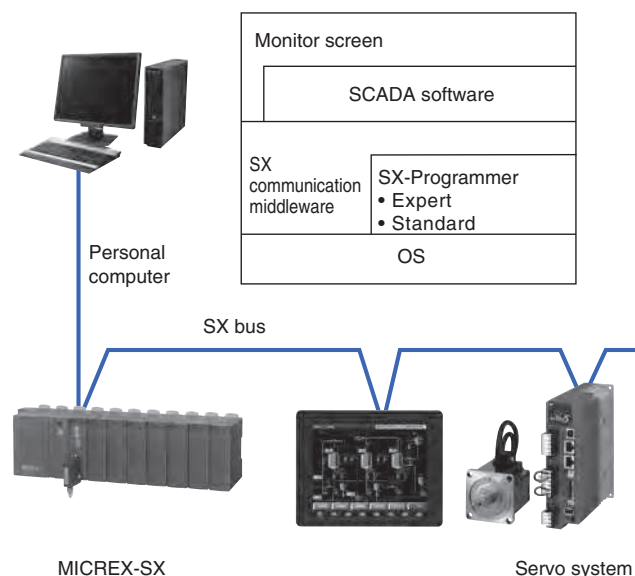 Monitor screen
SCADA software
SX
communication
middleware
SX-Programmer
• Expert
• Standard
OS
Personal
computer
SX bus
MICREX-SX
Servo system